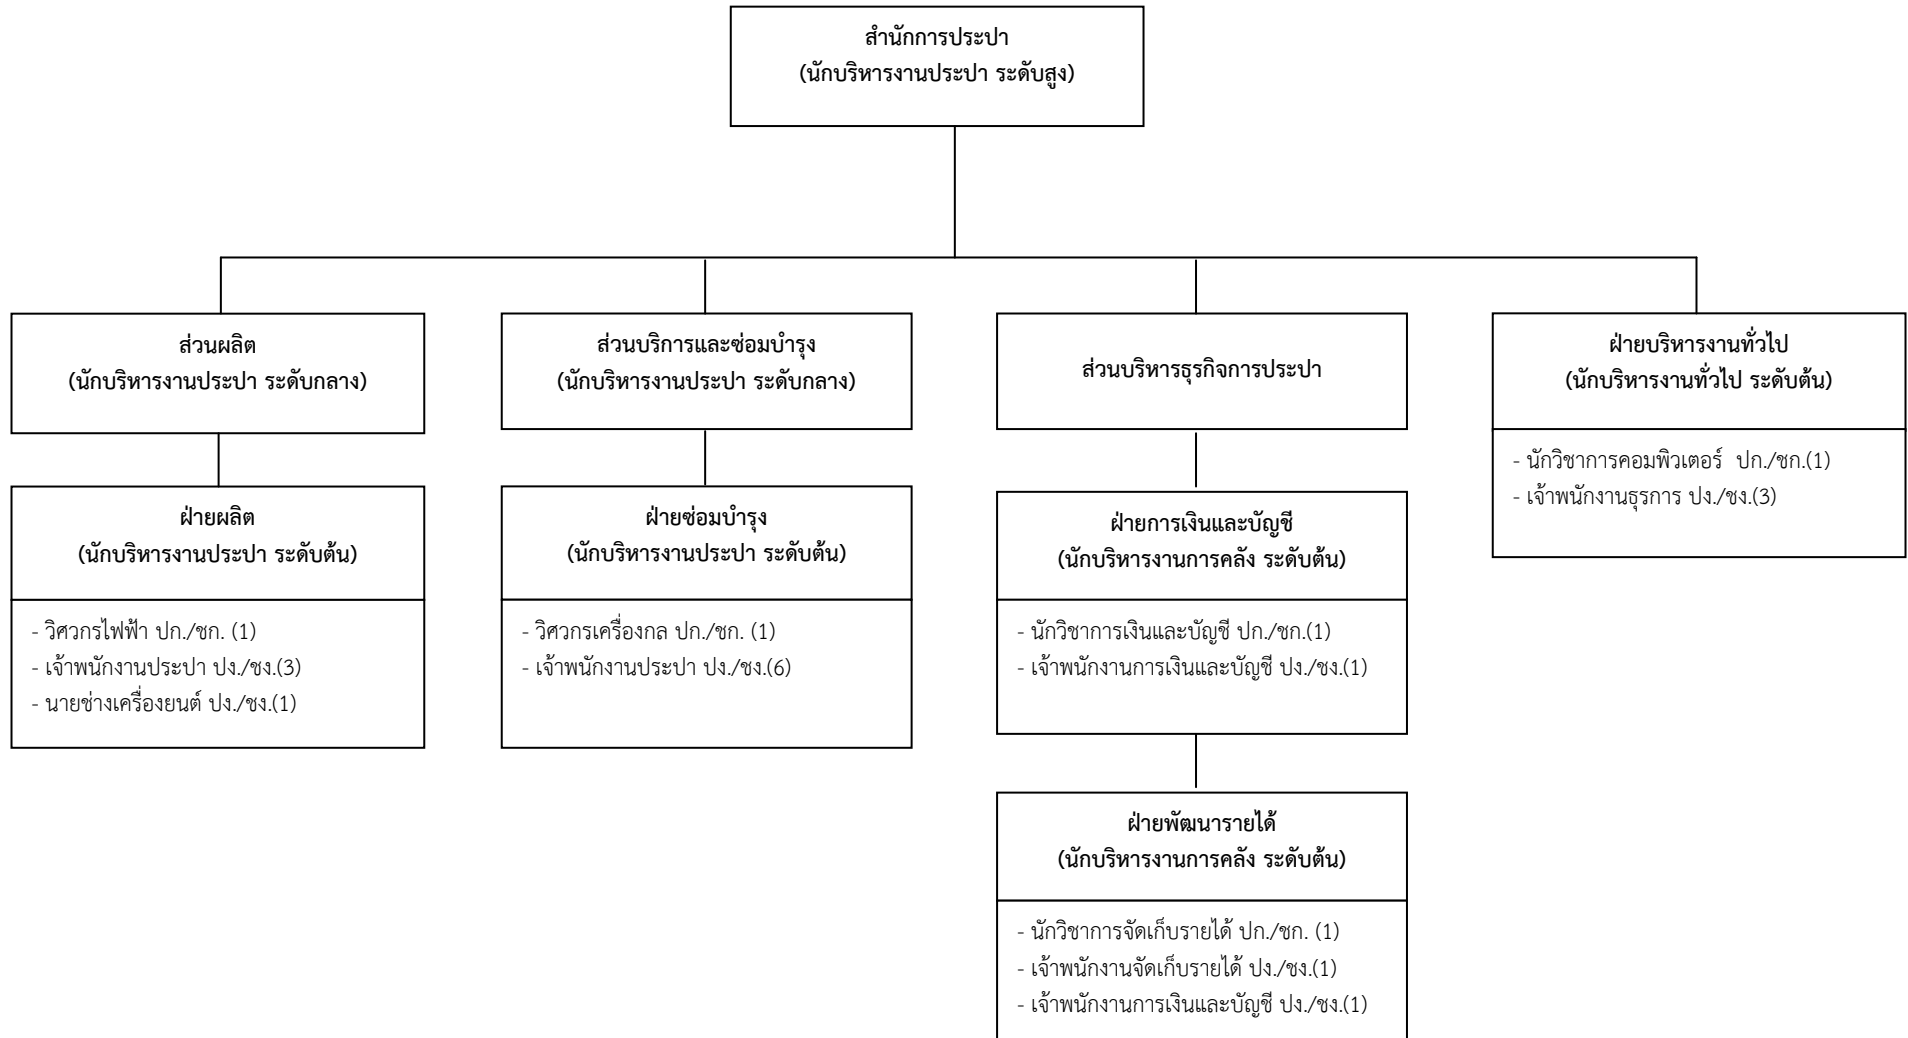 สำนักการประปา
(นักบริหารงานประปา ระดับสูง)
ส่วนผลิต
(นักบริหารงานประปา ระดับกลาง)
ฝ่ายผลิต
(นักบริหารงานประปา ระดับต้น)
- วิศวกรไฟฟ้า ปก./ชก. (1)
- เจ้าพนักงานประปา ปง./ชง.(3)
- นายช่างเครื่องยนต์ ปง./ชง.(1)
ส่วนบริการและซ่อมบำรุง
(นักบริหารงานประปา ระดับกลาง)
ฝ่ายซ่อมบำรุง
(นักบริหารงานประปา ระดับต้น)
- วิศวกรเครื่องกล ปก./ชก. (1)
- เจ้าพนักงานประปา ปง./ชง.(6)
ส่วนบริหารธุรกิจการประปา
ฝ่ายการเงินและบัญชี
(นักบริหารงานการคลัง ระดับต้น)
- นักวิชาการเงินและบัญชี ปก./ชก.(1)
- เจ้าพนักงานการเงินและบัญชี ปง./ชง.(1)
ฝ่ายพัฒนารายได้
(นักบริหารงานการคลัง ระดับต้น)
- นักวิชาการจัดเก็บรายได้ ปก./ชก. (1)
- เจ้าพนักงานจัดเก็บรายได้ ปง./ชง.(1)
- เจ้าพนักงานการเงินและบัญชี ปง./ชง.(1)
ฝ่ายบริหารงานทั่วไป
(นักบริหารงานทั่วไป ระดับต้น)
- นักวิชาการคอมพิวเตอร์ ปก./ชก.(1)
- เจ้าพนักงานธุรการ ปง./ชง.(3)